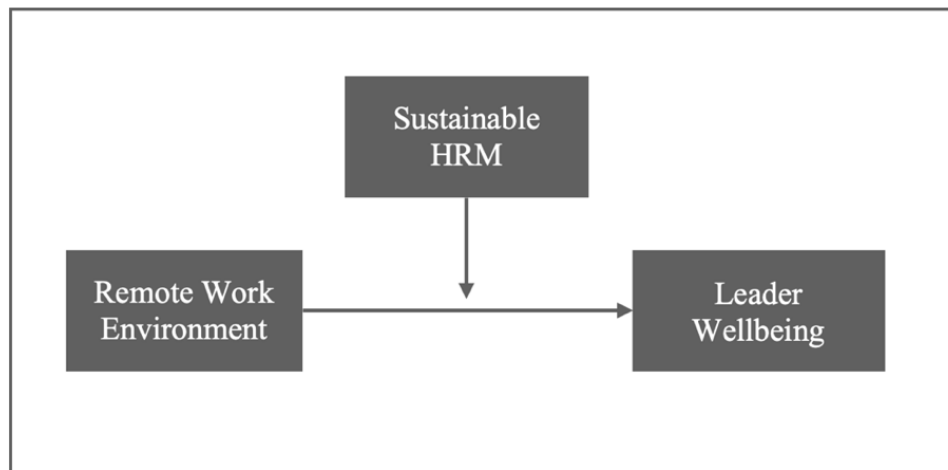 Sustainable
HRM
Remote Work
Environment
Leader
Wellbeing